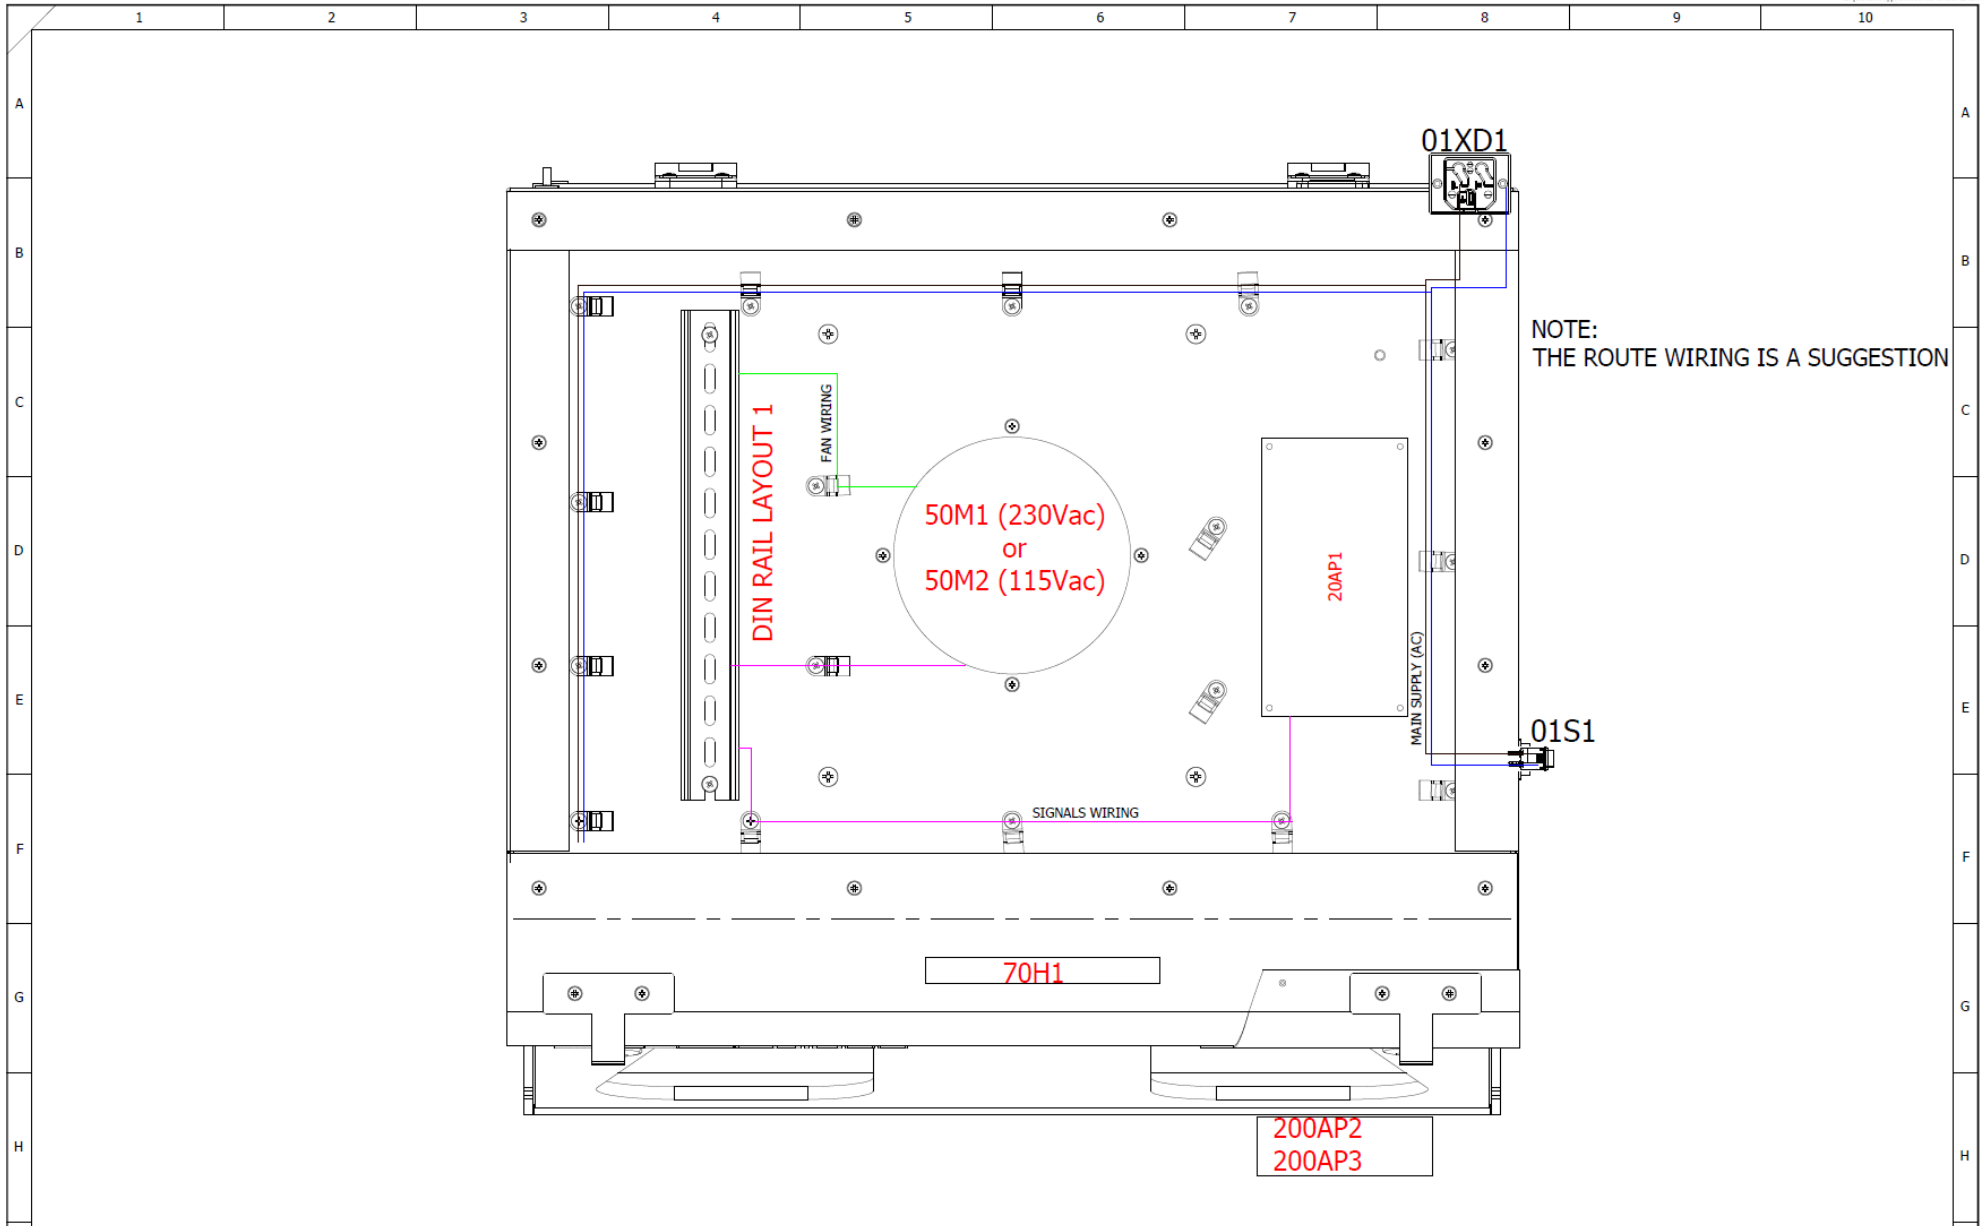 1 2 3 4 5 6 7 8 9 10
A A
01XD1
B B
NOTE:
THE ROUTE WIRING IS A SUGGESTION
C C
FAN WIRING
DIN RAIL LAYOUT 1
50M1 (230Vac)
or
50M2 (115Vac)
20AP1
D D
MAIN SUPPLY (AC)
E E
01S1
SIGNALS WIRING
F F
70H1
G G
200AP2
200AP3
H H